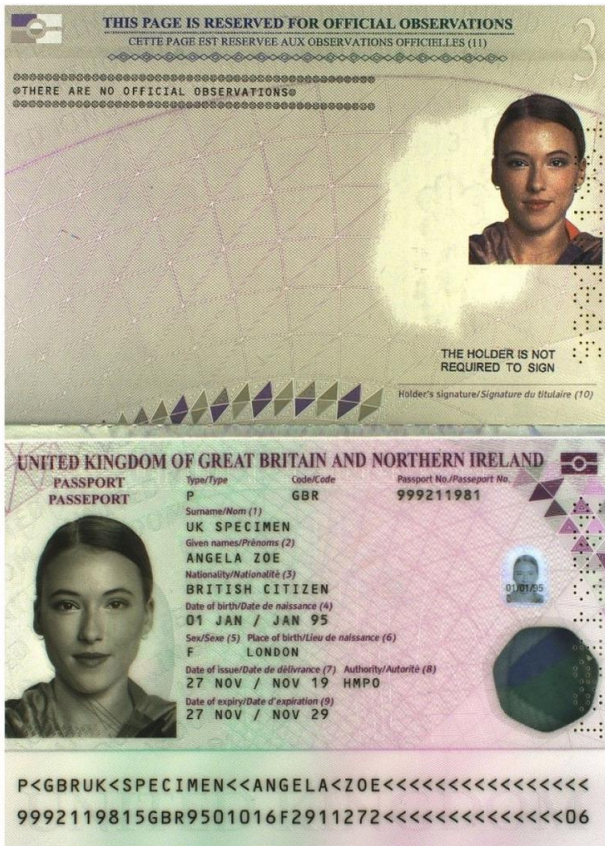 THIS PAGE IS RESERVED FOR OFFICIAL OBSERVATIONS
CETTE PAGE EST RESERVEE AUX OBSERVATIONS OFFICIELLES (11)
3
THERE ARE NO OFFICIAL OBSERVATIONS
THE HOLDER IS NOT
REQUIRED TO SIGN
Holder's signature/Signature du titulaire (10)
UNITED KINGDOM OF GREAT BRITAIN AND NORTHERN IRELAND
PASSPORT
PASSEPORT
Type/Type Code/Code Passport No./Passeport No.
P GBR 999211981
Surname/Nom (1)
UK SPECIMEN
Given names/Prénoms (2)
ANGELA ZOE
Nationality/Nationalité (3)
BRITISH CITIZEN
Date of birth/Date de naissance (4)
01 JAN / JAN 95
01/01/95
Sex/Sexe (5) Place of birth/Lieu de naissance (6)
F LONDON
Date of issue/Date de délivrance (7) Authority/Autorité (8)
27 NOV / NOV 19 HMPO
Date of expiry/Date d'expiration (9)
27 NOV / NOV 29
P<GBRUK<SPECIMEN<<ANGELA<ZOE<<<<<<<<<<<<<<<<
9992119815GBR9501016F2911272<<<<<<<<<<<<<<06